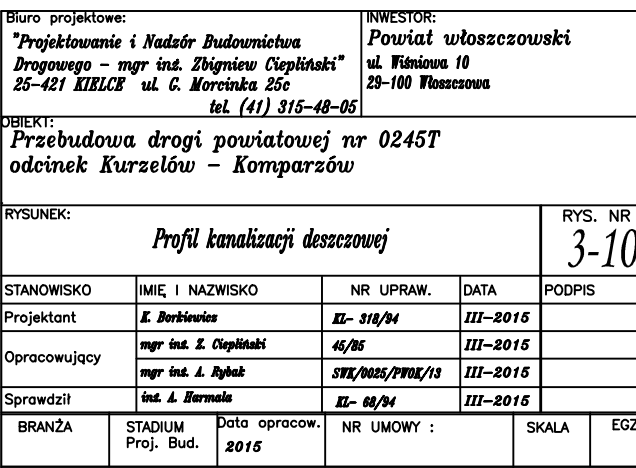 Biuro projektowe:
"Projektowanie i Nadzór Budownictwa
Drogowego – mgr inż. Zbigniew Ciepliński"
25–421 KIELCE ul. G. Morcinka 25c
tel. (41) 315–48–05
INWESTOR:
Powiat włoszczowski
ul. Wiśniowa 10
29–100 Włoszczowa
OBIEKT:
Przebudowa drogi powiatowej nr 0245T
odcinek Kurzelów – Komparzów
RYSUNEK:
Profil kanalizacji deszczowej
RYS. NR
3-10
STANOWISKO IMIĘ I NAZWISKO NR UPRAW. DATA PODPIS
Projektant K. Borkiewicz KL– 318/94 III–2015
Opracowujący
mgr inż. Z. Ciepliński 45/85 III–2015
mgr inż. A. Rybak SWK/0025/PWOK/13 III–2015
Sprawdził inż. A. Harmala KL– 68/94 III–2015
BRANŻA
STADIUM
Proj. Bud.
Data opracow.
2015
NR UMOWY :
SKALA
EGZ